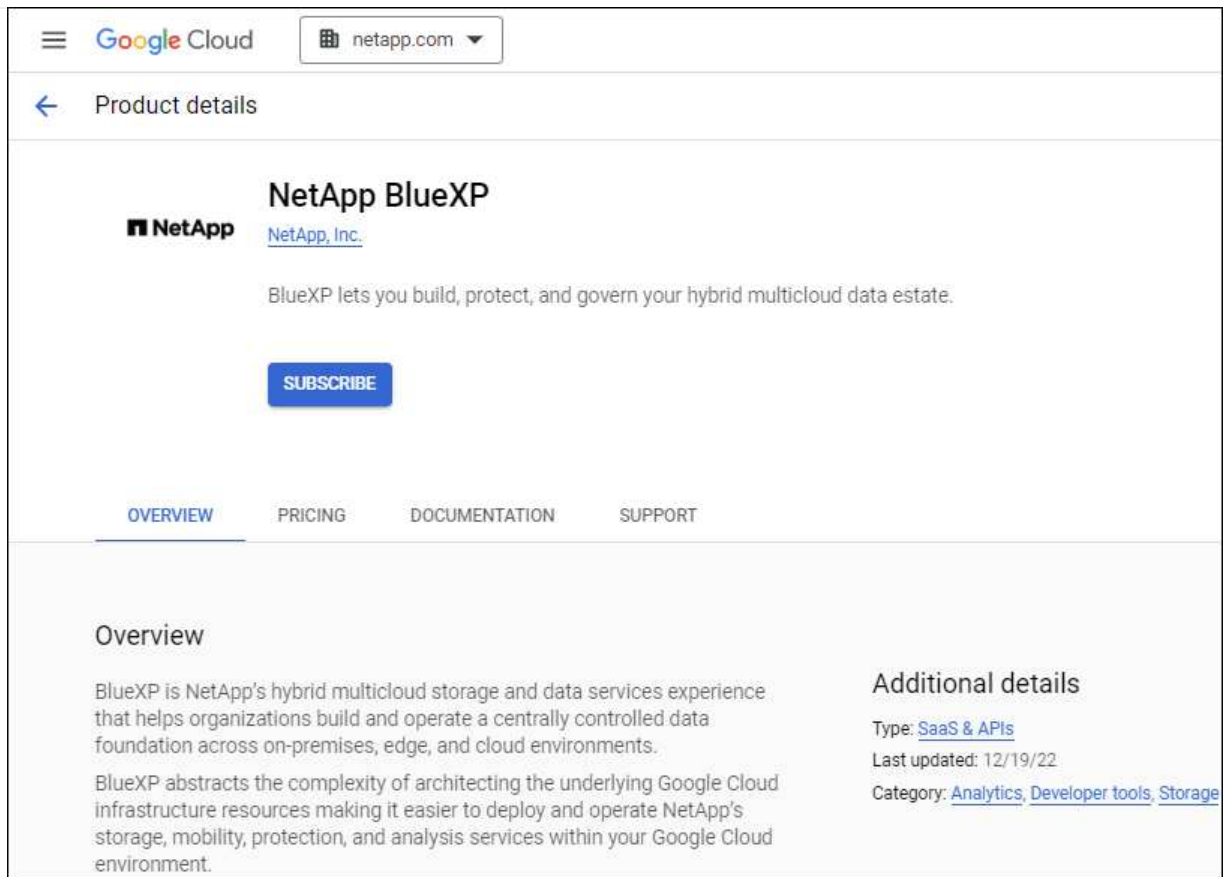 Google Cloud
netapp.com
Product details
NetApp
NetApp BlueXP
NetApp, Inc.
BlueXP lets you build, protect, and govern your hybrid multicloud data estate.
SUBSCRIBE
OVERVIEW
PRICING
DOCUMENTATION
SUPPORT
Overview
BlueXP is NetApp's hybrid multicloud storage and data services experience
that helps organizations build and operate a centrally controlled data
foundation across on-premises, edge, and cloud environments.
BlueXP abstracts the complexity of architecting the underlying Google Cloud
infrastructure resources making it easier to deploy and operate NetApp's
storage, mobility, protection, and analysis services within your Google Cloud
environment.
Additional details
Type: SaaS & APIs
Last updated: 12/19/22
Category: Analytics, Developer tools, Storage